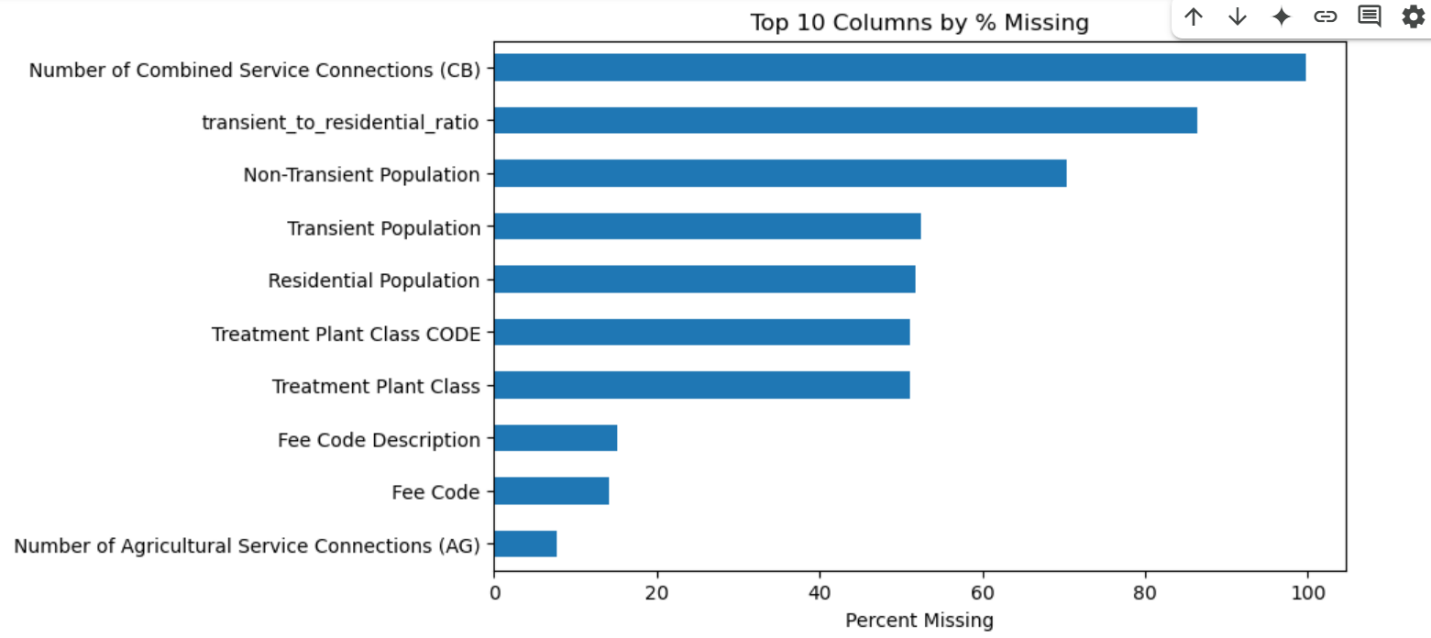 Top 10 Columns by % Missing
Number of Combined Service Connections (CB)
transient_to_residential_ratio
Non-Transient Population
Transient Population
Residential Population
Treatment Plant Class CODE
Treatment Plant Class
Fee Code Description
Fee Code
Number of Agricultural Service Connections (AG)
0 20 40 60 80 100
Percent Missing